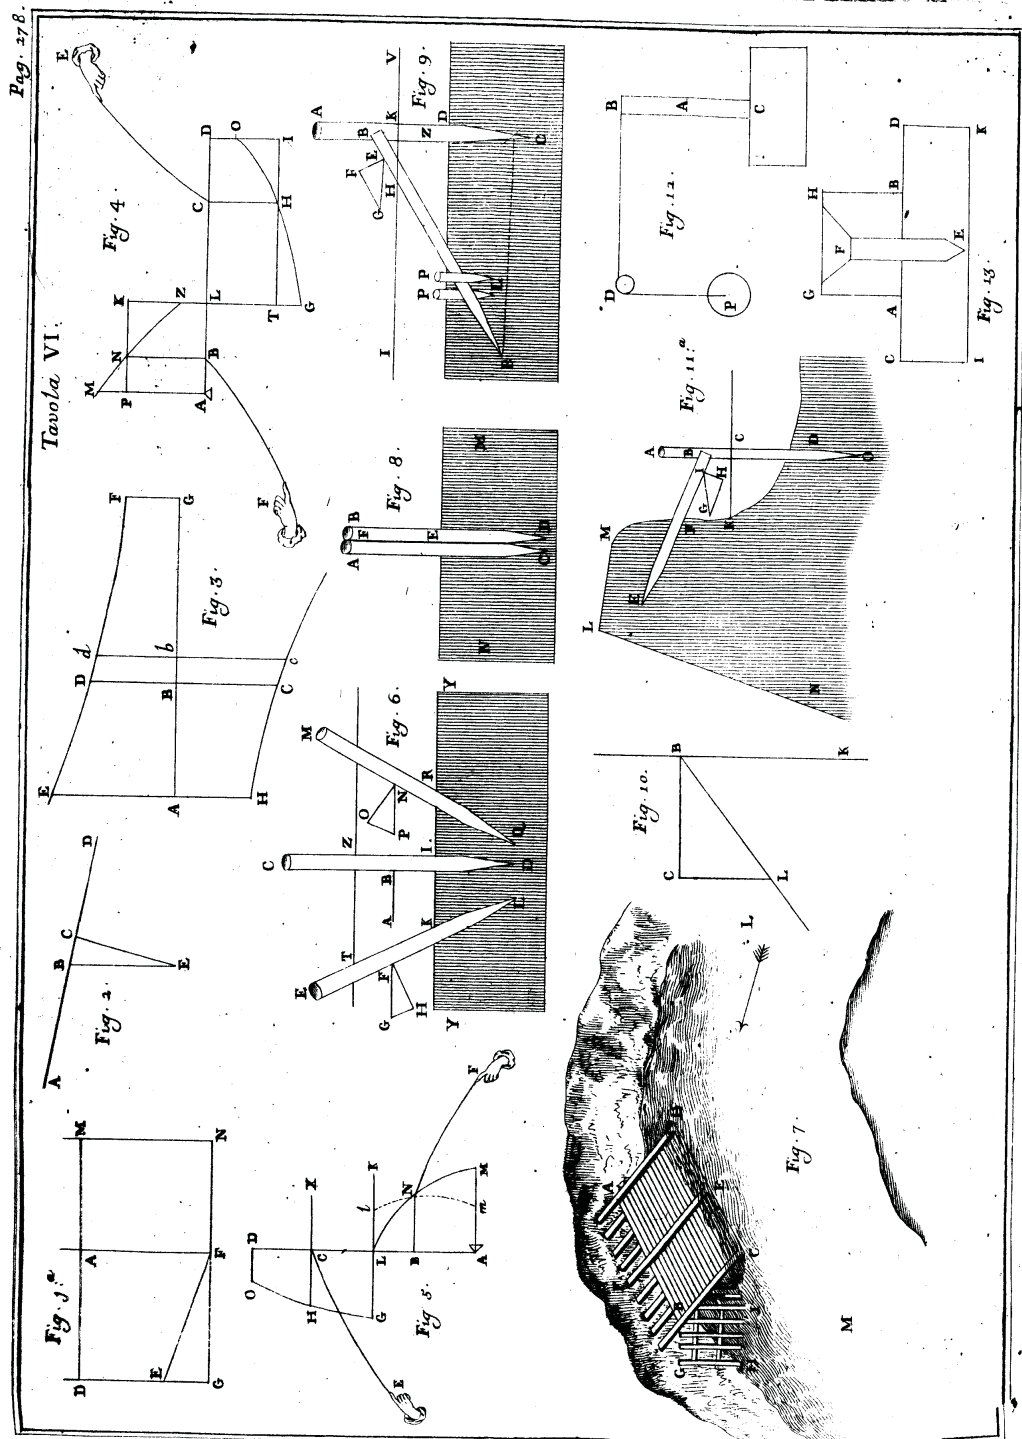 Pag. 278.
Tavola VI.
Fig. 1.ª
D
A
M
E
G
F
N
Fig. 2.
A
B
C
D
E
Fig. 3.
E
D
d
F
A
B
b
G
H
C
c
Fig. 4
E
M
N
K
P
Z
A
B
L
C
D
O
F
T
H
I
G
Fig. 5
O
D
H
C
X
G
L
l
K
B
N
A
m
M
E
F
Fig. 6
E
C
M
T
Z
G
F
A
B
O
H
P
N
K
I.
R
Y
Y
L
D
Q
Fig. 8
A
B
F
E
N
M
C
D
Fig. 9.
A
V
I
K
B
F
E
G
H
Z
D
P
P
L
E
C
Fig. 7
A
D
E
B
C
G
H
I
L
M
Fig. 10.
C
B
L
K
Fig. 11.ª
L
M
E
A
B
C
F
K
G
I
H
D
O
N
Fig. 12
D
B
A
C
P
Fig. 13
G
H
F
A
B
C
D
E
I
K